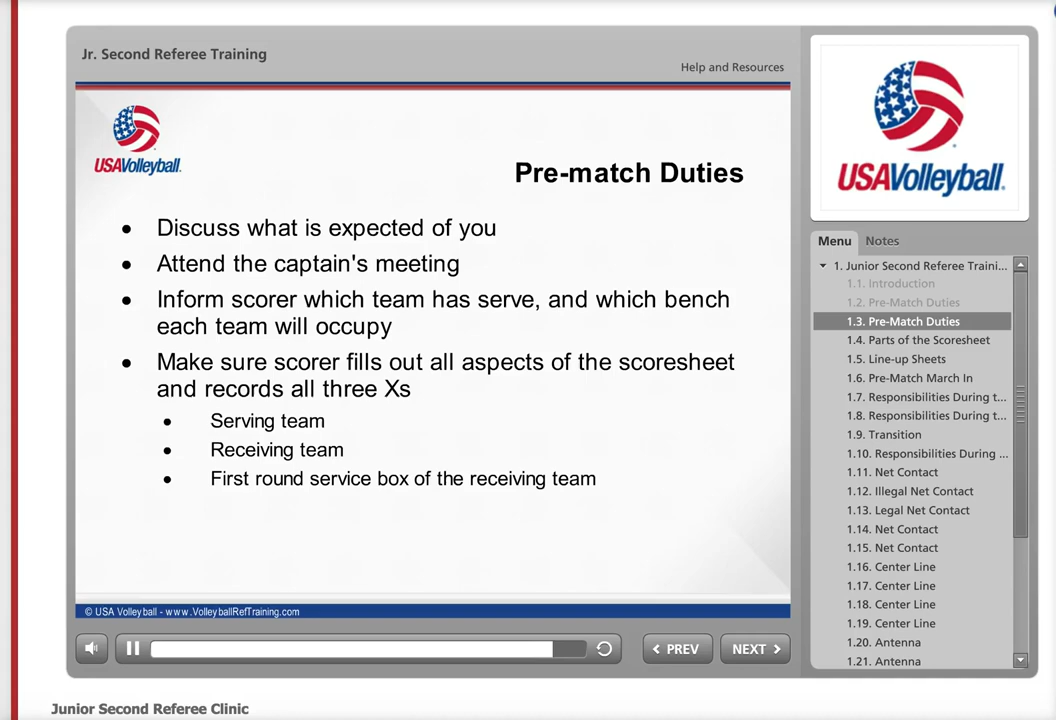 Jr. Second Referee Training
Help and Resources
USAVolleyball.
Pre-match Duties
• Discuss what is expected of you
• Attend the captain's meeting
• Inform scorer which team has serve, and which bench
each team will occupy
• Make sure scorer fills out all aspects of the scoresheet
and records all three Xs
• Serving team
• Receiving team
• First round service box of the receiving team
© USA Volleyball - www.VolleyballRefTraining.com
PREV
NEXT
USAVolleyball.
Menu Notes
1. Junior Second Referee Traini...
1.1. Introduction
1.2. Pre-Match Duties
1.3. Pre-Match Duties
1.4. Parts of the Scoresheet
1.5. Line-up Sheets
1.6. Pre-Match March In
1.7. Responsibilities During t...
1.8. Responsibilities During t...
1.9. Transition
1.10. Responsibilities During ...
1.11. Net Contact
1.12. Illegal Net Contact
1.13. Legal Net Contact
1.14. Net Contact
1.15. Net Contact
1.16. Center Line
1.17. Center Line
1.18. Center Line
1.19. Center Line
1.20. Antenna
1.21. Antenna
Junior Second Referee Clinic